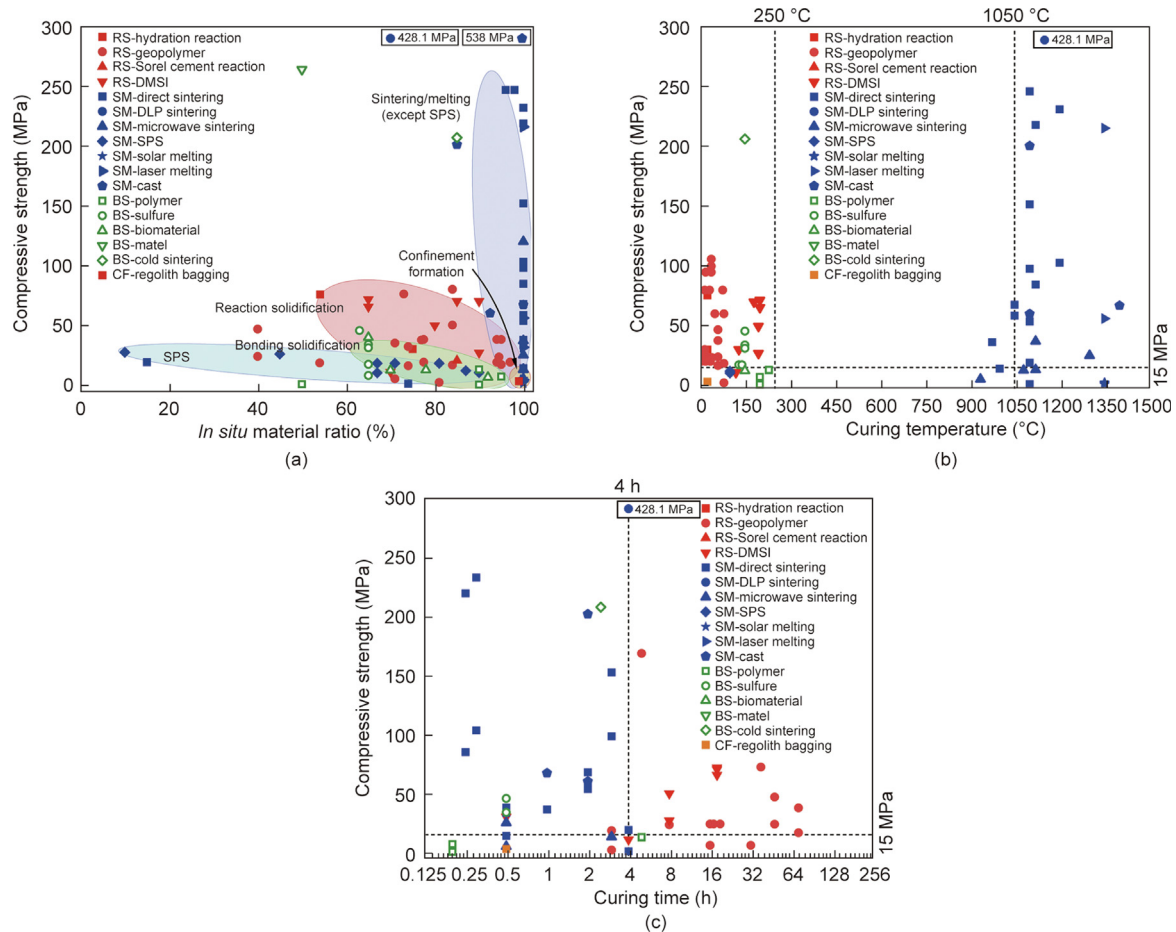 300
250
200
150
100
50
0
Compressive strength (MPa)
RS-hydration reaction
RS-geopolymer
RS-Sorel cement reaction
RS-DMSI
SM-direct sintering
SM-DLP sintering
SM-microwave sintering
SM-SPS
SM-solar melting
SM-laser melting
SM-cast
BS-polymer
BS-sulfure
BS-biomaterial
BS-matel
BS-cold sintering
CF-regolith bagging
428.1 MPa
538 MPa
Sintering/melting
(except SPS)
Confinement
formation
Reaction solidification
Bonding solidification
SPS
0 20 40 60 80 100
In situ material ratio (%)
(a)
250 °C 1050 °C
300
250
200
150
100
50
0
Compressive strength (MPa)
RS-hydration reaction
RS-geopolymer
RS-Sorel cement reaction
RS-DMSI
SM-direct sintering
SM-DLP sintering
SM-microwave sintering
SM-SPS
SM-solar melting
SM-laser melting
SM-cast
BS-polymer
BS-sulfure
BS-biomaterial
BS-matel
BS-cold sintering
CF-regolith bagging
428.1 MPa
15 MPa
0 150 300 450 600 750 900 1050 1200 1350 1500
Curing temperature (°C)
(b)
4 h
300
250
200
150
100
50
0
Compressive strength (MPa)
428.1 MPa
RS-hydration reaction
RS-geopolymer
RS-Sorel cement reaction
RS-DMSI
SM-direct sintering
SM-DLP sintering
SM-microwave sintering
SM-SPS
SM-solar melting
SM-laser melting
SM-cast
BS-polymer
BS-sulfure
BS-biomaterial
BS-matel
BS-cold sintering
CF-regolith bagging
15 MPa
0.125 0.25 0.5 1 2 4 8 16 32 64 128 256
Curing time (h)
(c)